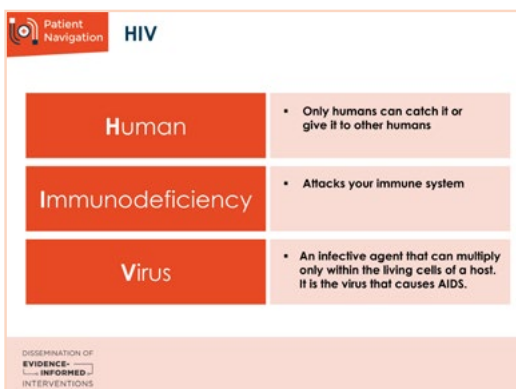 Patient
Navigation
HIV
Human
▪ Only humans can catch it or
give it to other humans
Immunodeficiency
▪ Attacks your immune system
Virus
▪ An infective agent that can multiply
only within the living cells of a host.
It is the virus that causes AIDS.
DISSEMINATION OF
EVIDENCE-
INFORMED
INTERVENTIONS